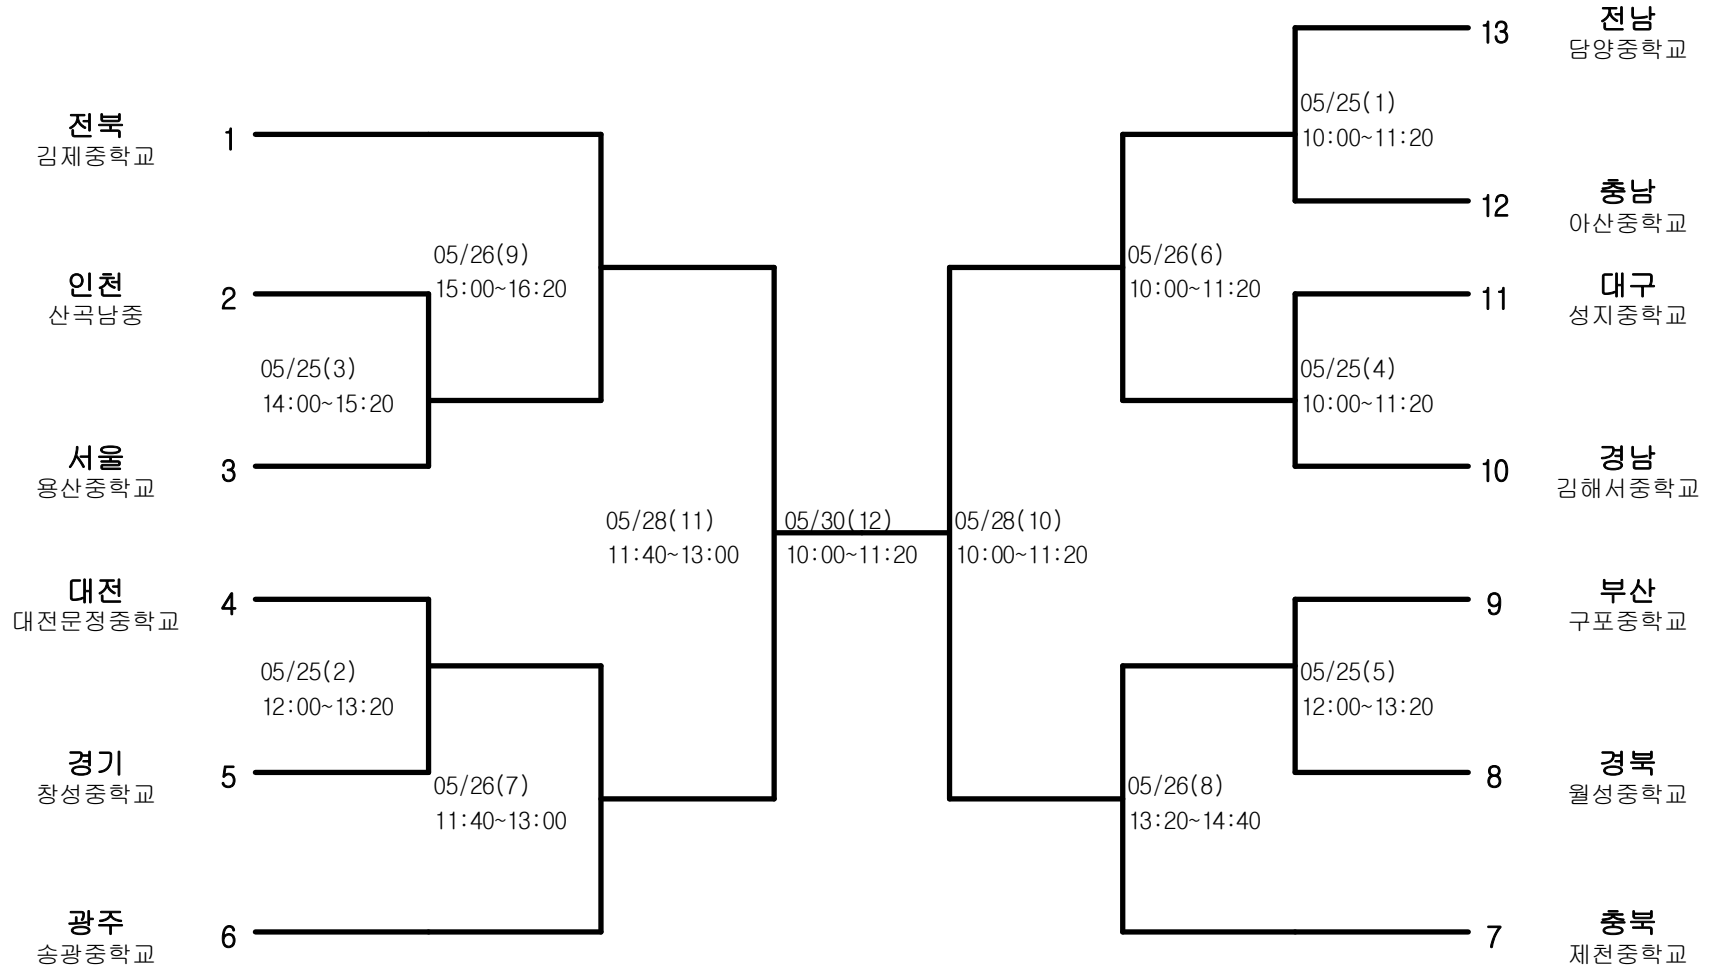 전북
김제중학교
1
05/26(9)
15:00~16:20
인천
산곡남중
2
05/25(3)
14:00~15:20
서울
용산중학교
3
05/28(11)
11:40~13:00
대전
대전문정중학교
4
05/25(2)
12:00~13:20
경기
창성중학교
5
05/26(7)
11:40~13:00
광주
송광중학교
6
05/30(12)
10:00~11:20
13
전남
담양중학교
05/25(1)
10:00~11:20
12
충남
아산중학교
05/26(6)
10:00~11:20
11
대구
성지중학교
05/25(4)
10:00~11:20
10
경남
김해서중학교
05/28(10)
10:00~11:20
9
부산
구포중학교
05/25(5)
12:00~13:20
8
경북
월성중학교
05/26(8)
13:20~14:40
7
충북
제천중학교